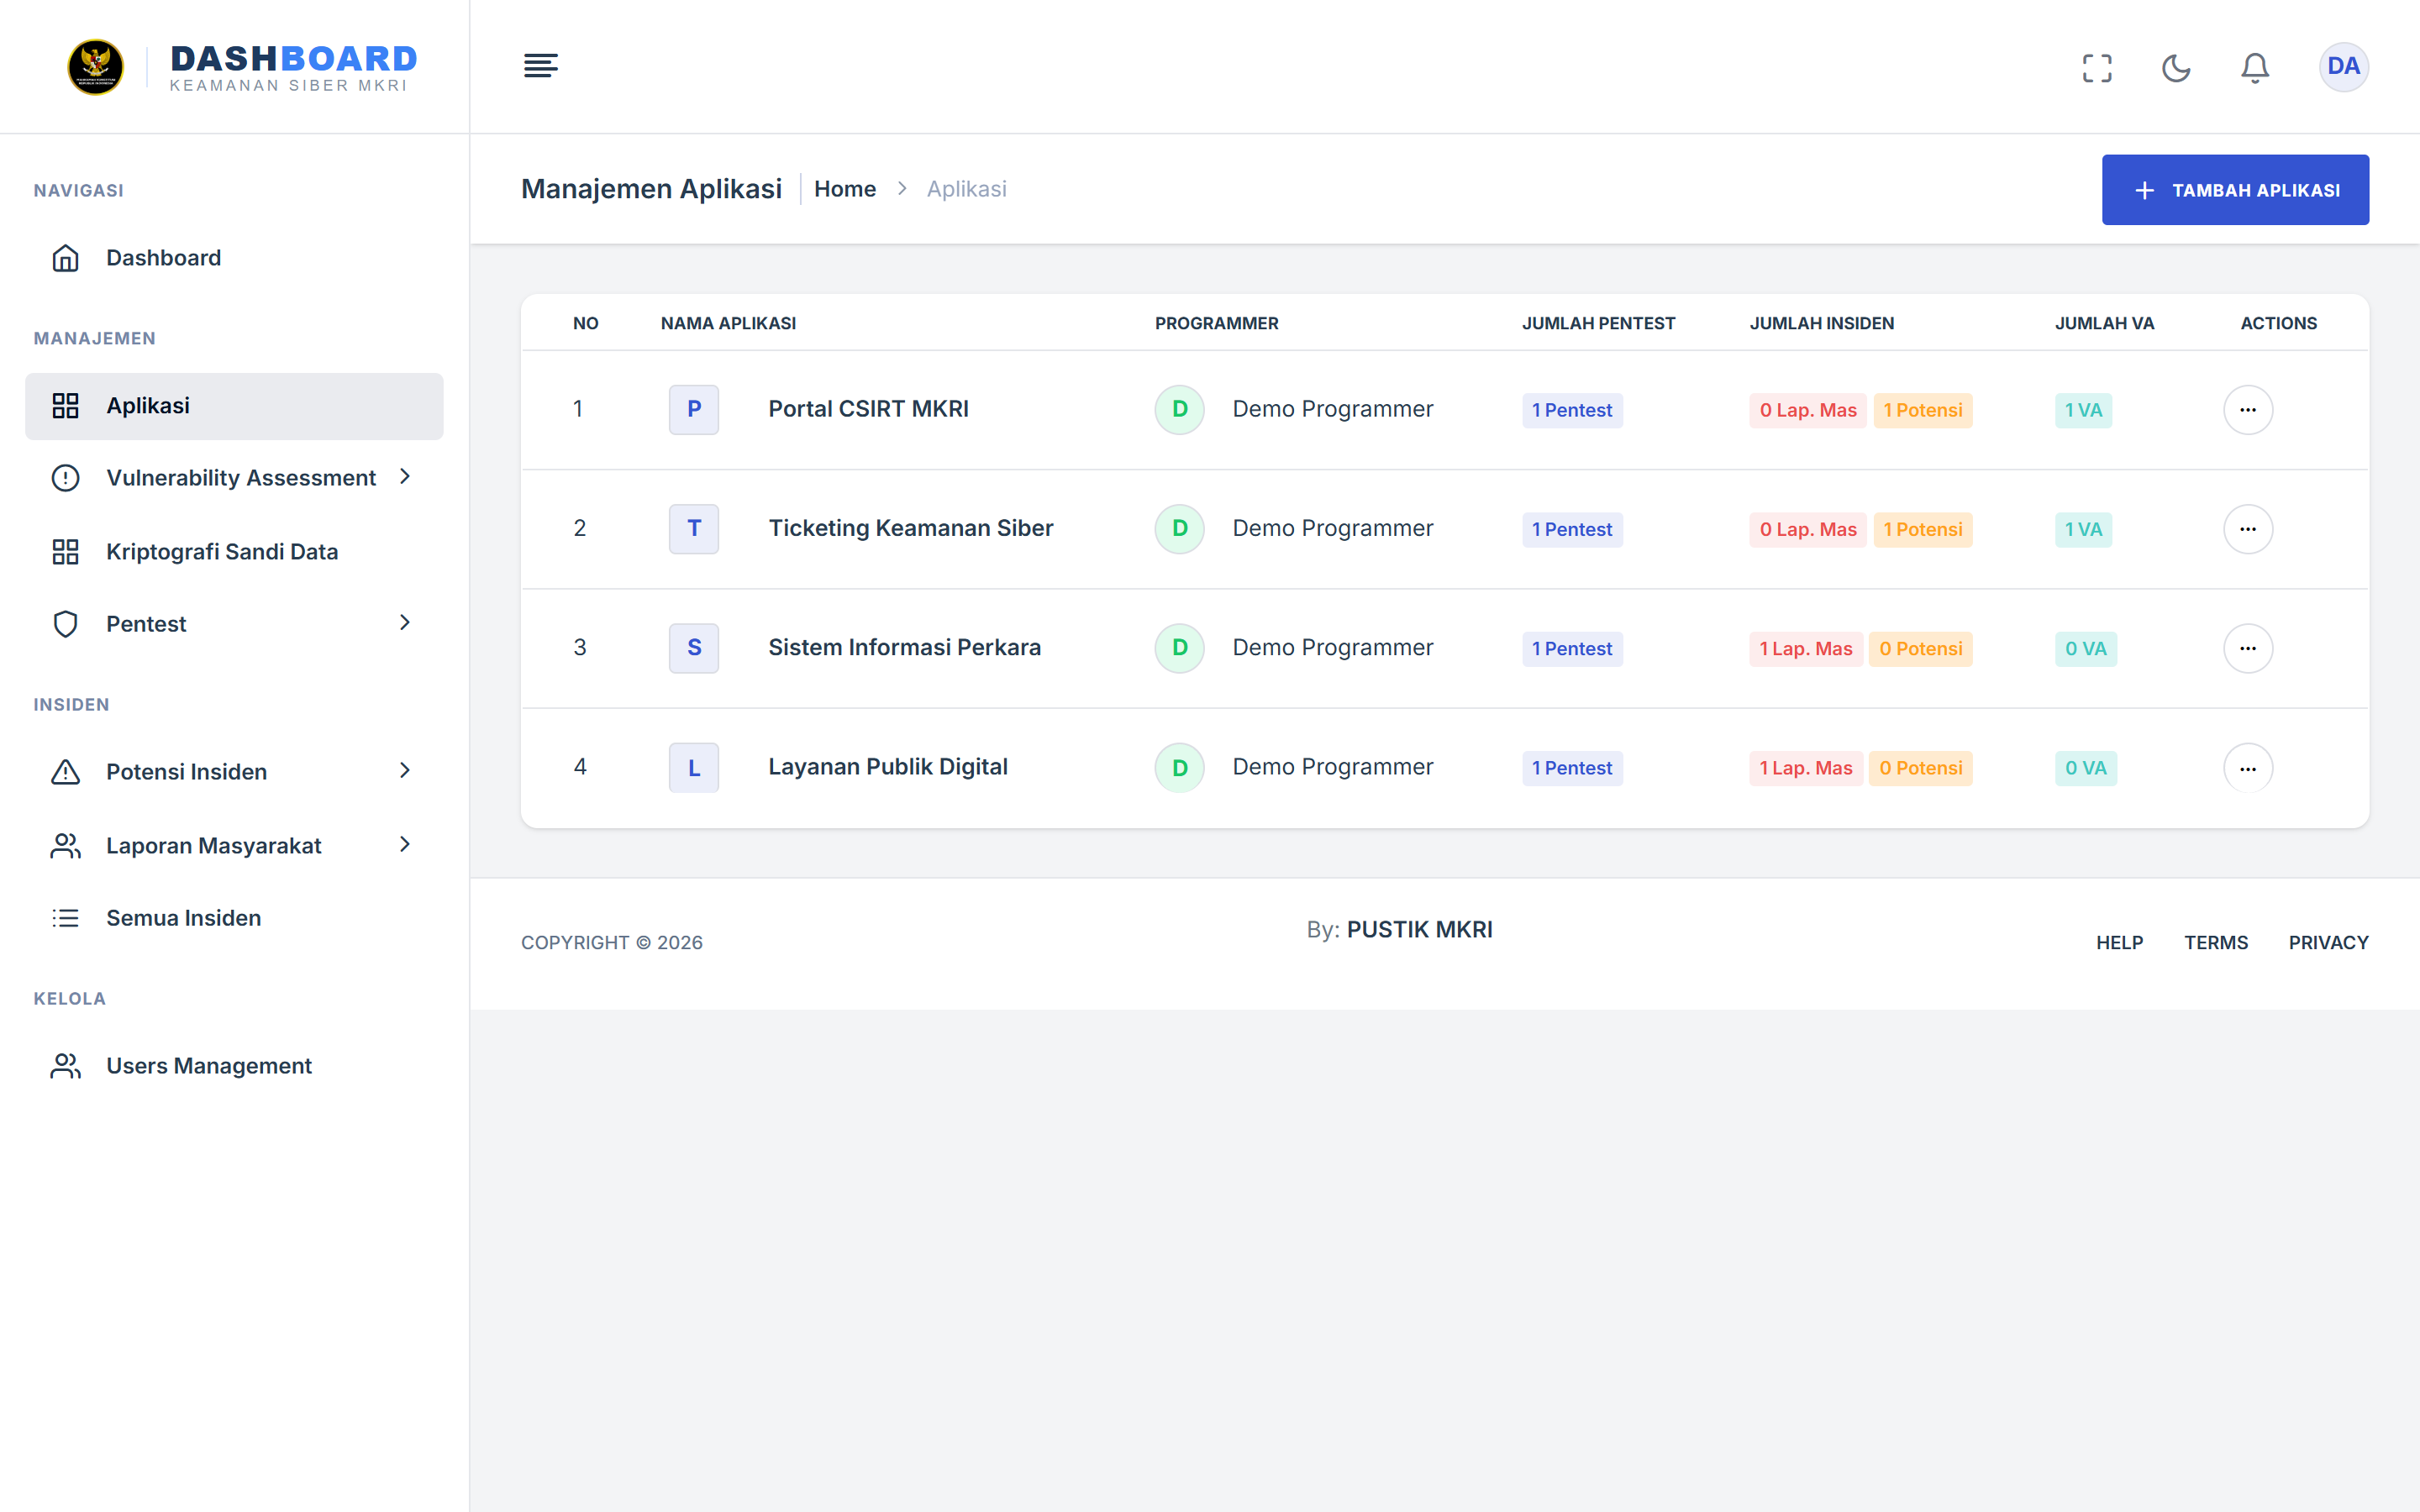 DASHBOARD
KEAMANAN SIBER MKRI
DA
NAVIGASI
Dashboard
MANAJEMEN
Aplikasi
Vulnerability Assessment
Kriptografi Sandi Data
Pentest
INSIDEN
Potensi Insiden
Laporan Masyarakat
Semua Insiden
KELOLA
Users Management
Manajemen Aplikasi Home Aplikasi
TAMBAH APLIKASI
NO NAMA APLIKASI PROGRAMMER JUMLAH PENTEST JUMLAH INSIDEN JUMLAH VA ACTIONS
1 P Portal CSIRT MKRI D Demo Programmer 1 Pentest 0 Lap. Mas 1 Potensi 1 VA
2 T Ticketing Keamanan Siber D Demo Programmer 1 Pentest 0 Lap. Mas 1 Potensi 1 VA
3 S Sistem Informasi Perkara D Demo Programmer 1 Pentest 1 Lap. Mas 0 Potensi 0 VA
4 L Layanan Publik Digital D Demo Programmer 1 Pentest 1 Lap. Mas 0 Potensi 0 VA
COPYRIGHT © 2026
By: PUSTIK MKRI
HELP TERMS PRIVACY